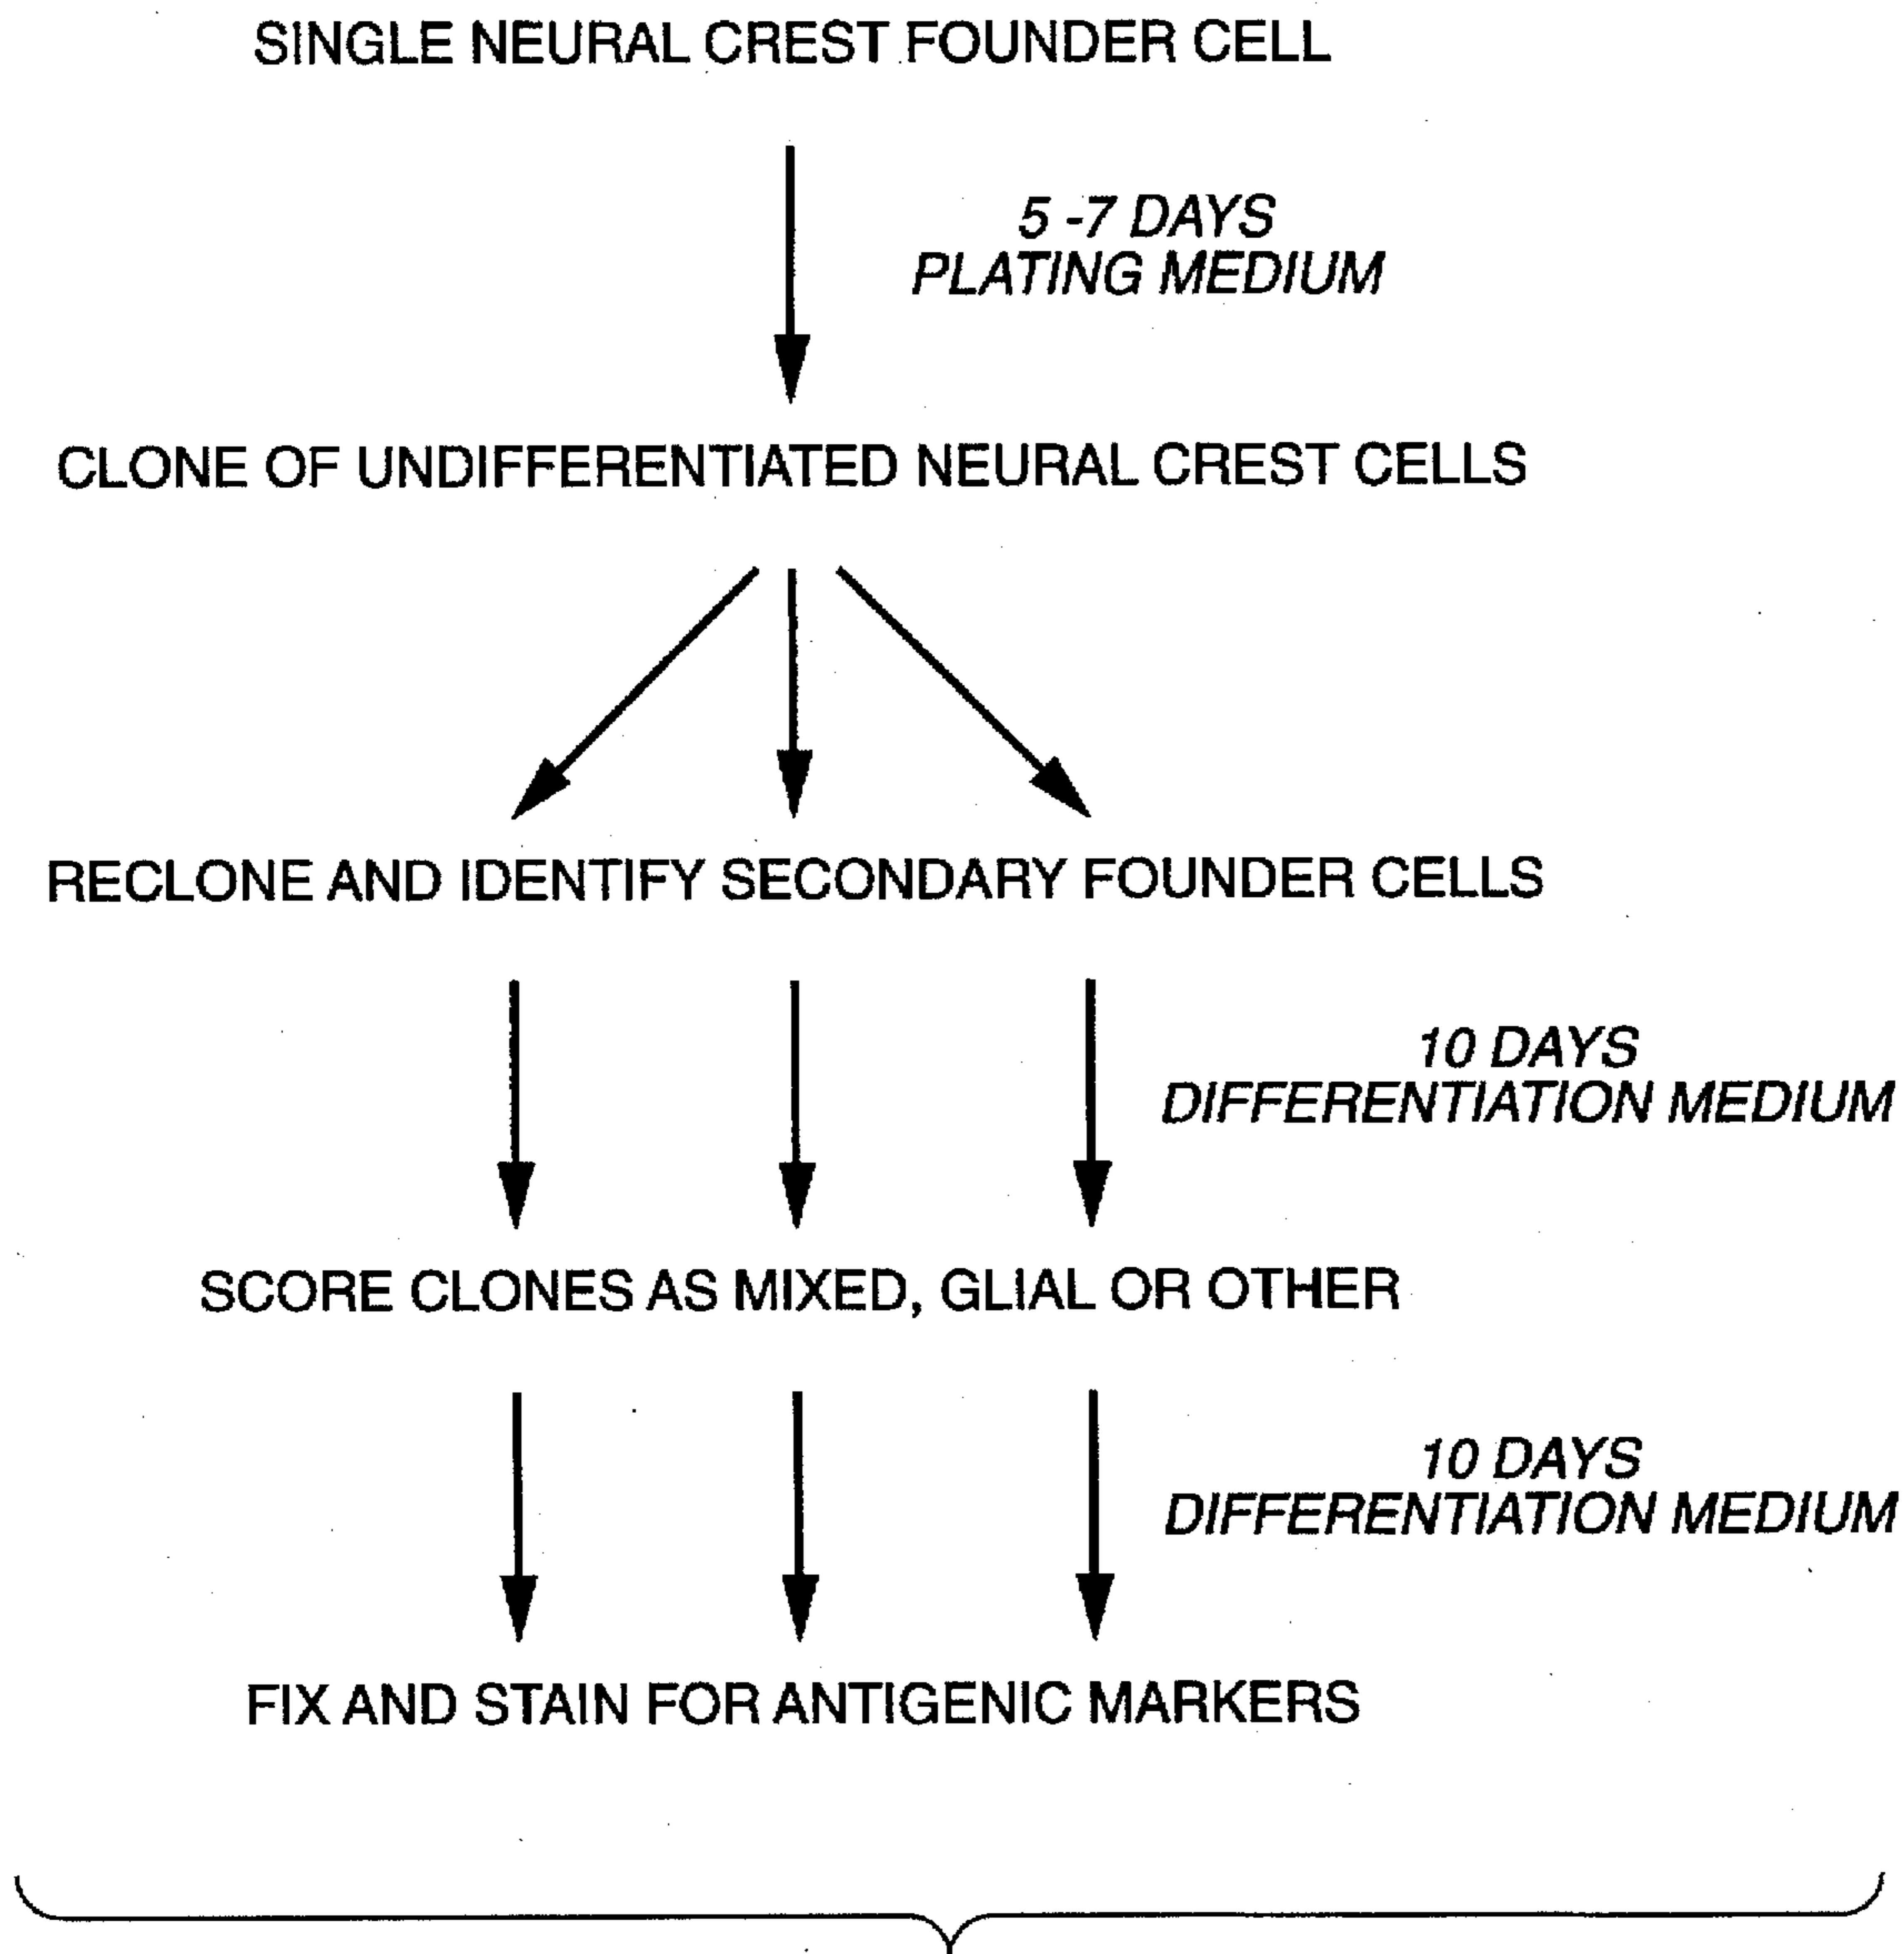 SINGLE NEURAL CREST FOUNDER CELL
5 -7 DAYS
PLATING MEDIUM
CLONE OF UNDIFFERENTIATED NEURAL CREST CELLS
RECLONE AND IDENTIFY SECONDARY FOUNDER CELLS
10 DAYS
DIFFERENTIATION MEDIUM
SCORE CLONES AS MIXED, GLIAL OR OTHER
10 DAYS
DIFFERENTIATION MEDIUM
FIX AND STAIN FOR ANTIGENIC MARKERS